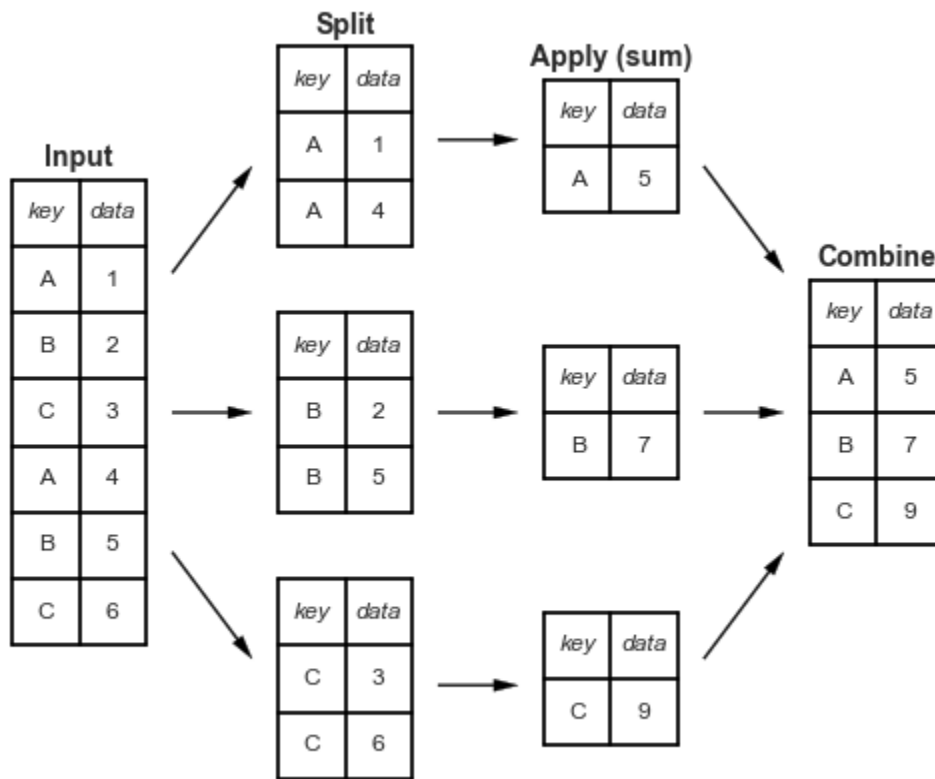 Input
key data
A 1
B 2
C 3
A 4
B 5
C 6
Split
key data
A 1
A 4
key data
B 2
B 5
key data
C 3
C 6
Apply (sum)
key data
A 5
key data
B 7
key data
C 9
Combine
key data
A 5
B 7
C 9